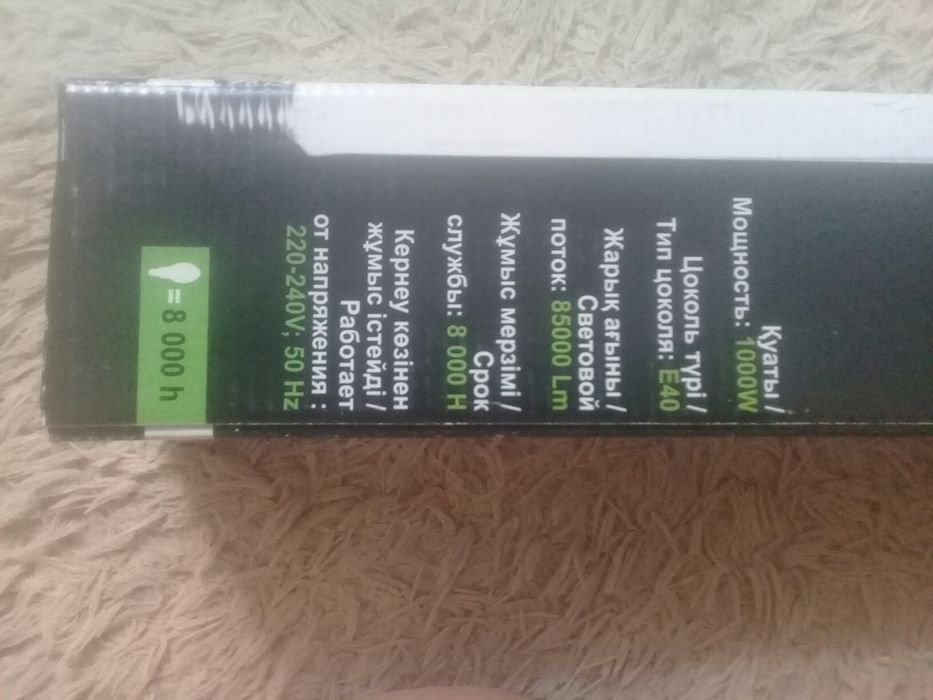 Қуаты /
Мощность: 1000W
Цоколь түрі /
Тип цоколя: E40
Жарық ағыны /
Световой
поток: 85000 Lm
Жұмыс мерзімі /
Срок
службы: 8 000 H
Кернеу көзінен
жұмыс істейді /
Работает
от напряжения :
220-240V; 50 Hz
= 8 000 h